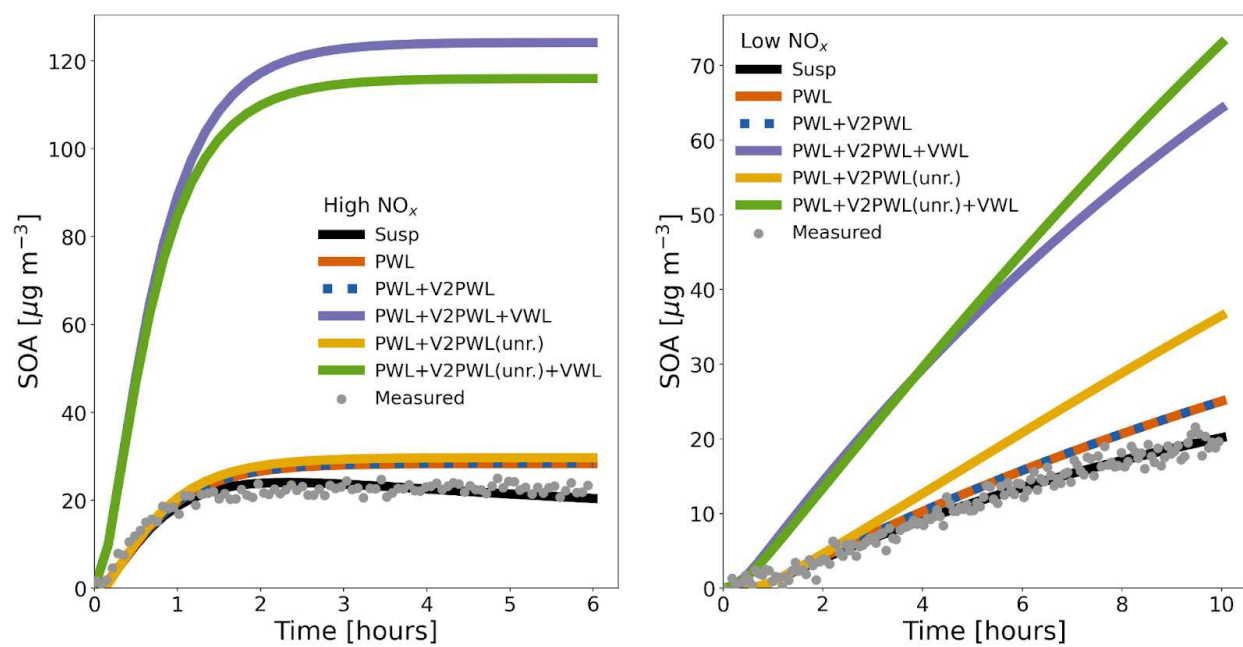 SOA [μg m⁻³]
120
100
80
60
40
20
0
High NOₓ
Susp
PWL
PWL+V2PWL
PWL+V2PWL+VWL
PWL+V2PWL(unr.)
PWL+V2PWL(unr.)+VWL
Measured
0 1 2 3 4 5 6
Time [hours]
SOA [μg m⁻³]
70
60
50
40
30
20
10
0
Low NOₓ
Susp
PWL
PWL+V2PWL
PWL+V2PWL+VWL
PWL+V2PWL(unr.)
PWL+V2PWL(unr.)+VWL
Measured
0 2 4 6 8 10
Time [hours]